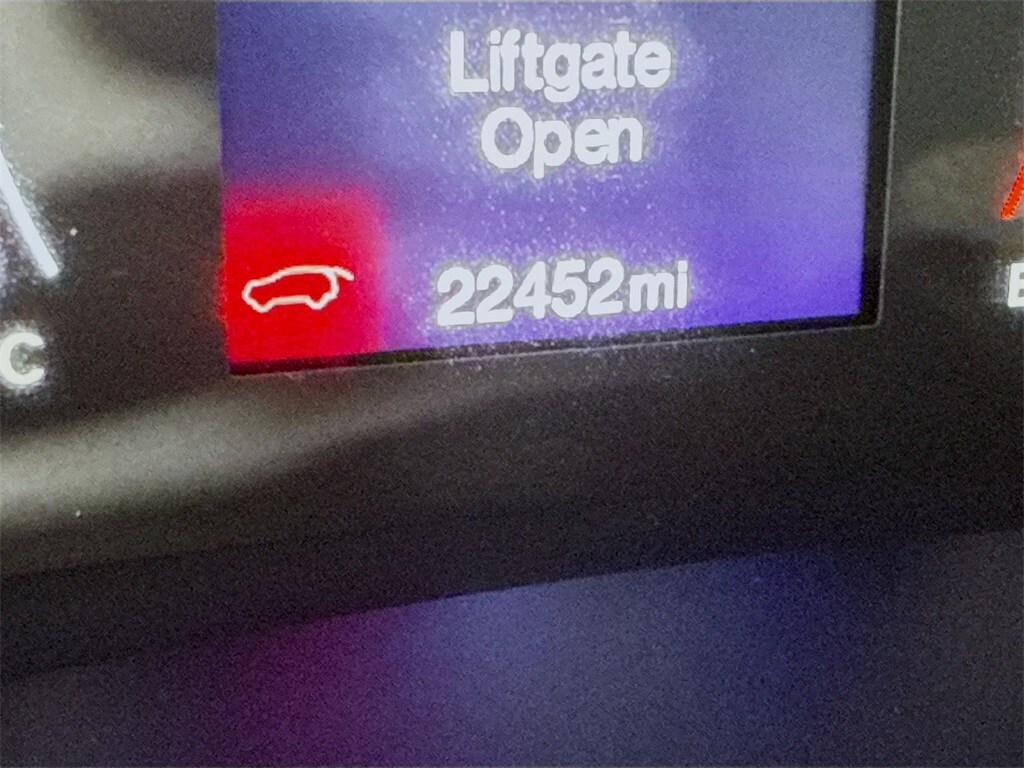 Liftgate
Open
22452mi
C
E